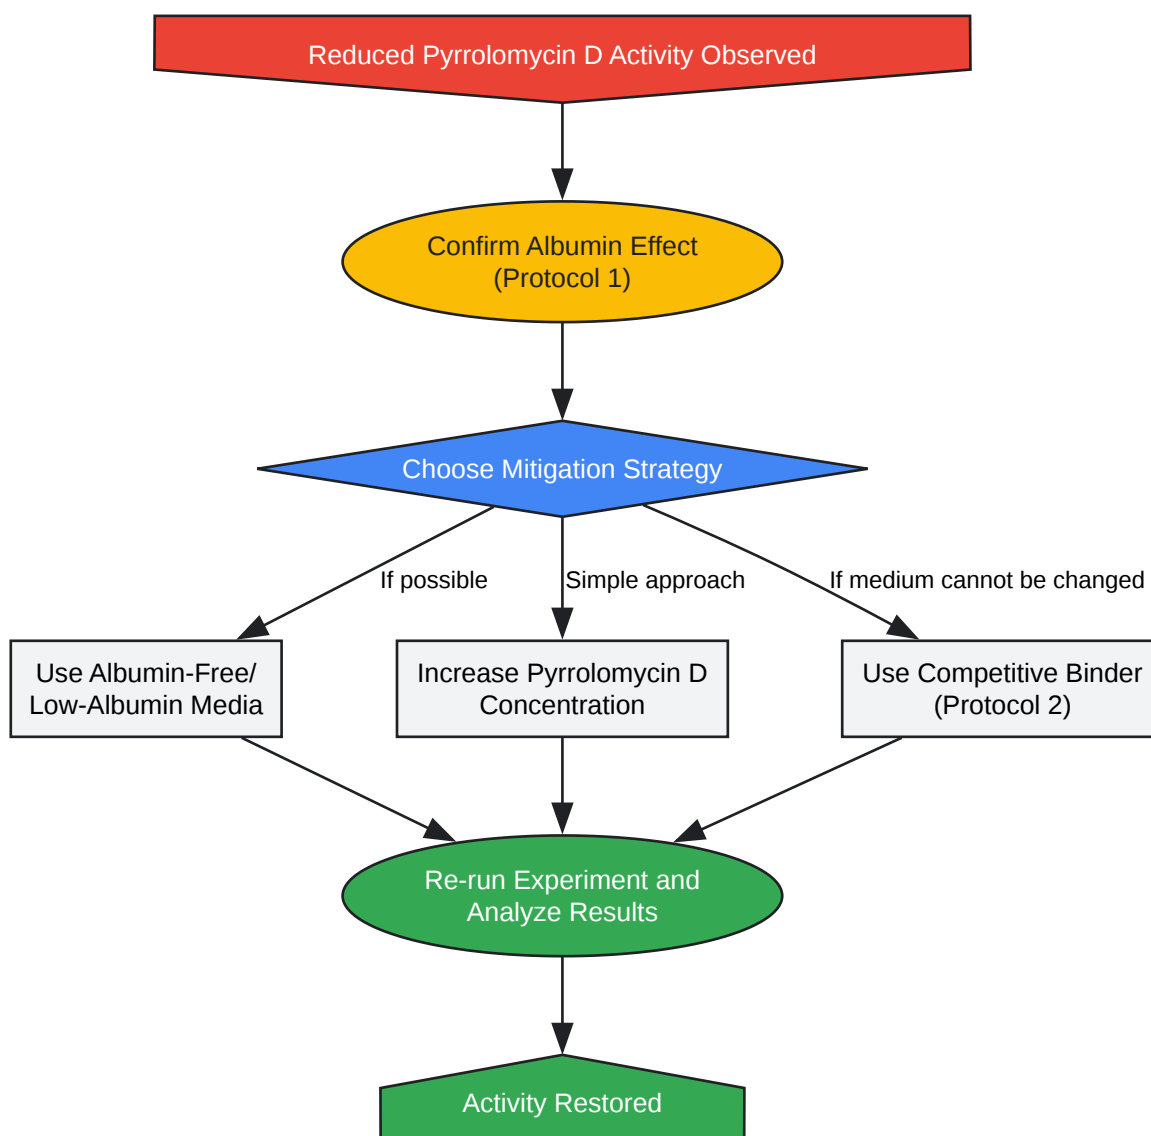 Reduced Pyrrolomycin D Activity Observed
Confirm Albumin Effect
(Protocol 1)
Choose Mitigation Strategy
If possible
Simple approach
If medium cannot be changed
Use Albumin-Free/
Low-Albumin Media
Increase Pyrrolomycin D
Concentration
Use Competitive Binder
(Protocol 2)
Re-run Experiment and
Analyze Results
Activity Restored